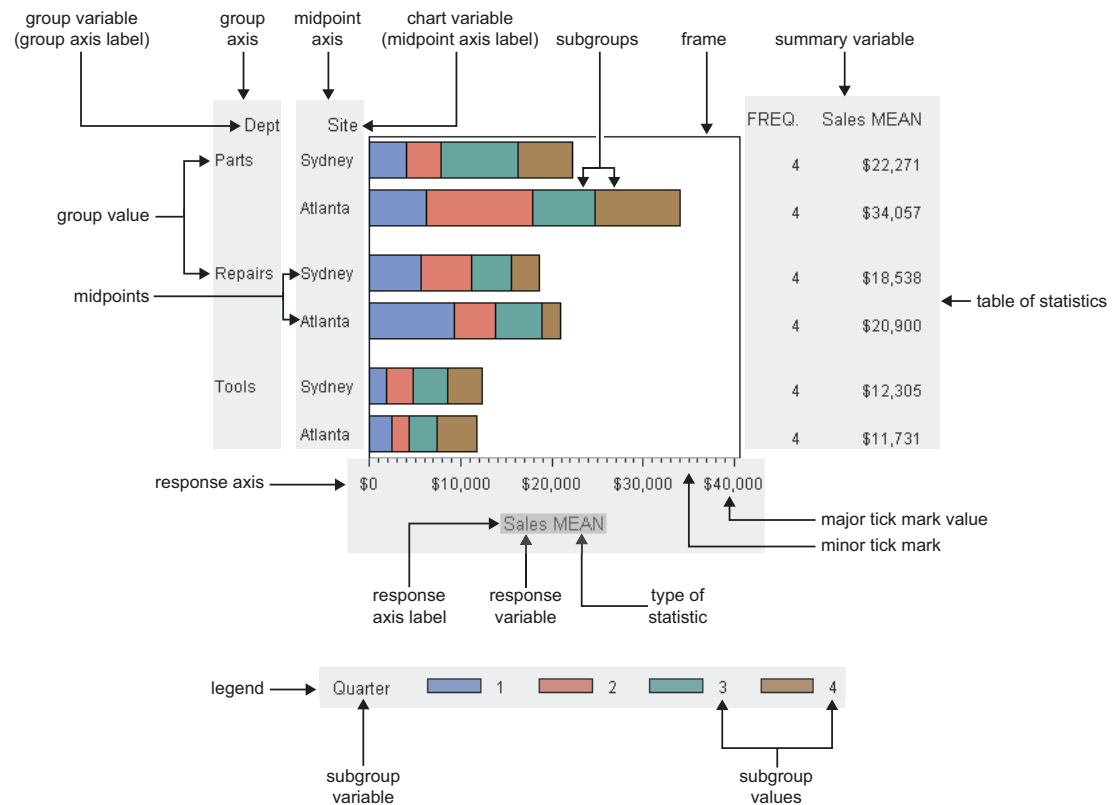 group variable
(group axis label)
group
axis
midpoint
axis
chart variable
(midpoint axis label)
subgroups
frame
summary variable
Dept
Site
FREQ.
Sales MEAN
Parts
Sydney
4
$22,271
Atlanta
4
$34,057
group value
Repairs
Sydney
4
$18,538
midpoints
table of statistics
Atlanta
4
$20,900
Tools
Sydney
4
$12,305
Atlanta
4
$11,731
response axis
$0
$10,000
$20,000
$30,000
$40,000
Sales MEAN
major tick mark value
minor tick mark
response
axis label
response
variable
type of
statistic
legend
Quarter
1
2
3
4
subgroup
variable
subgroup
values